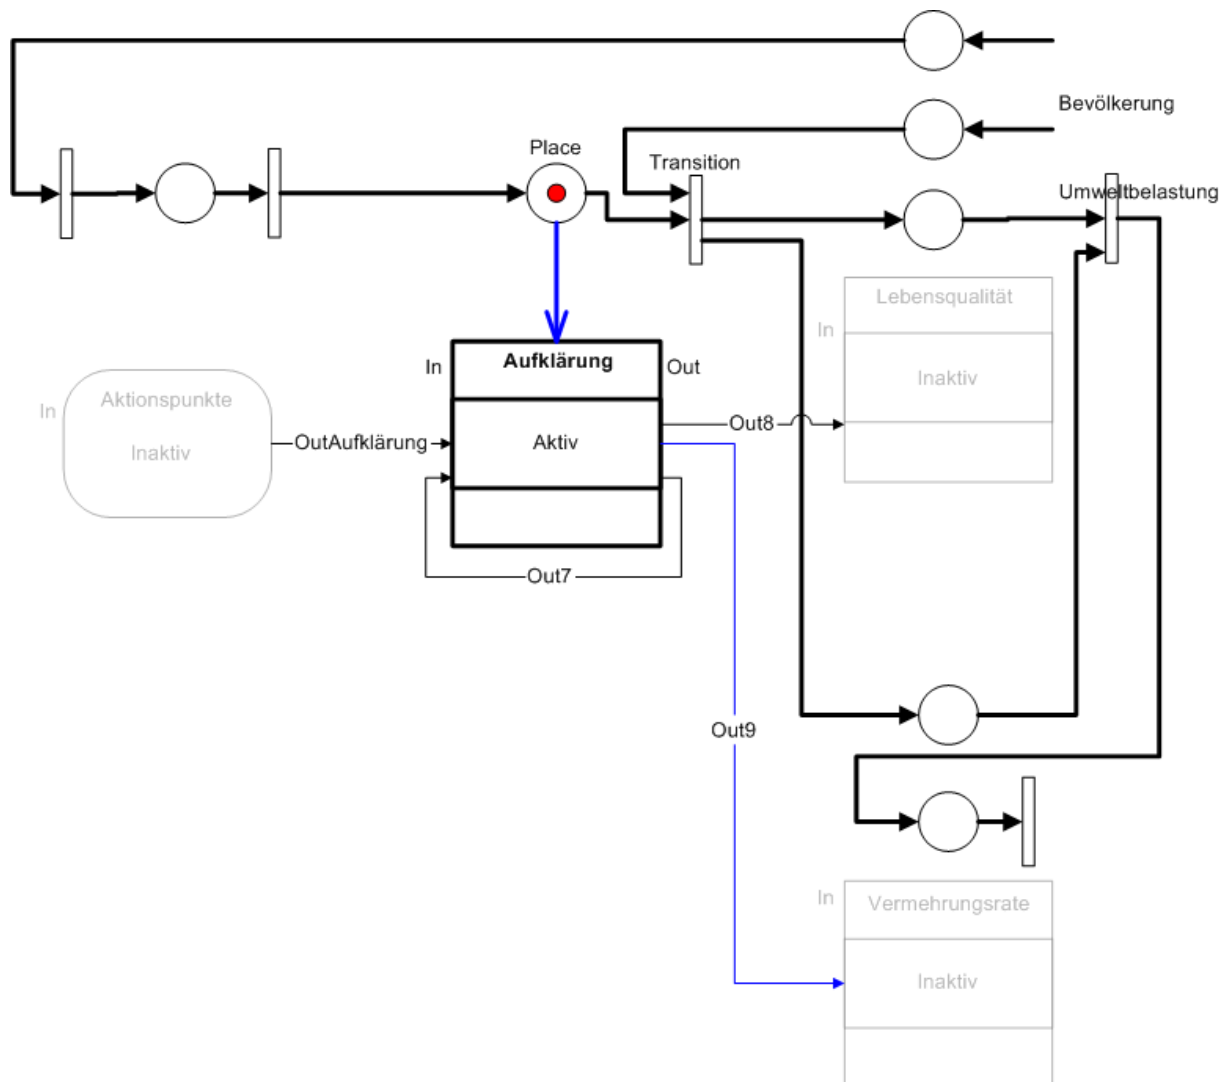 Bevölkerung
Place
Transition
Umweltbelastung
Lebensqualität
In
Inaktiv
In
Aufklärung
Out
Aktiv
In
Aktionspunkte
Inaktiv
OutAufklärung
Out8
Out7
Out9
In
Vermehrungsrate
Inaktiv